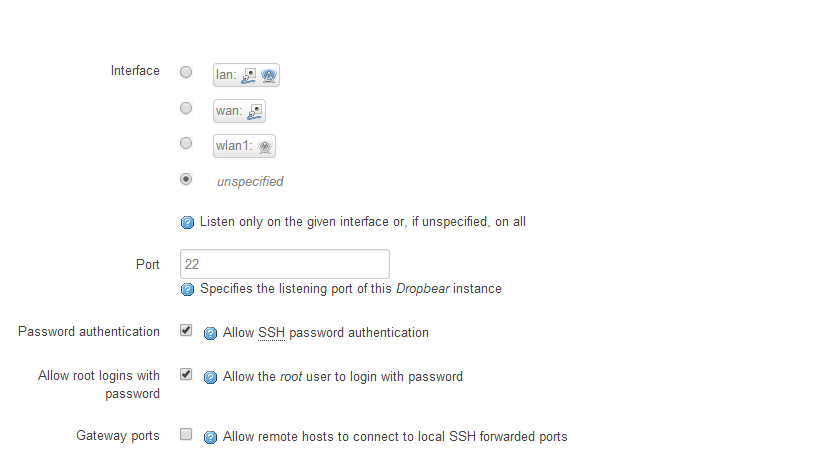 Interface
lan:
wan:
wlan1:
unspecified
Listen only on the given interface or, if unspecified, on all
Port 22
Specifies the listening port of this Dropbear instance
Password authentication Allow SSH password authentication
Allow root logins with Allow the root user to login with password
password
Gateway ports Allow remote hosts to connect to local SSH forwarded ports